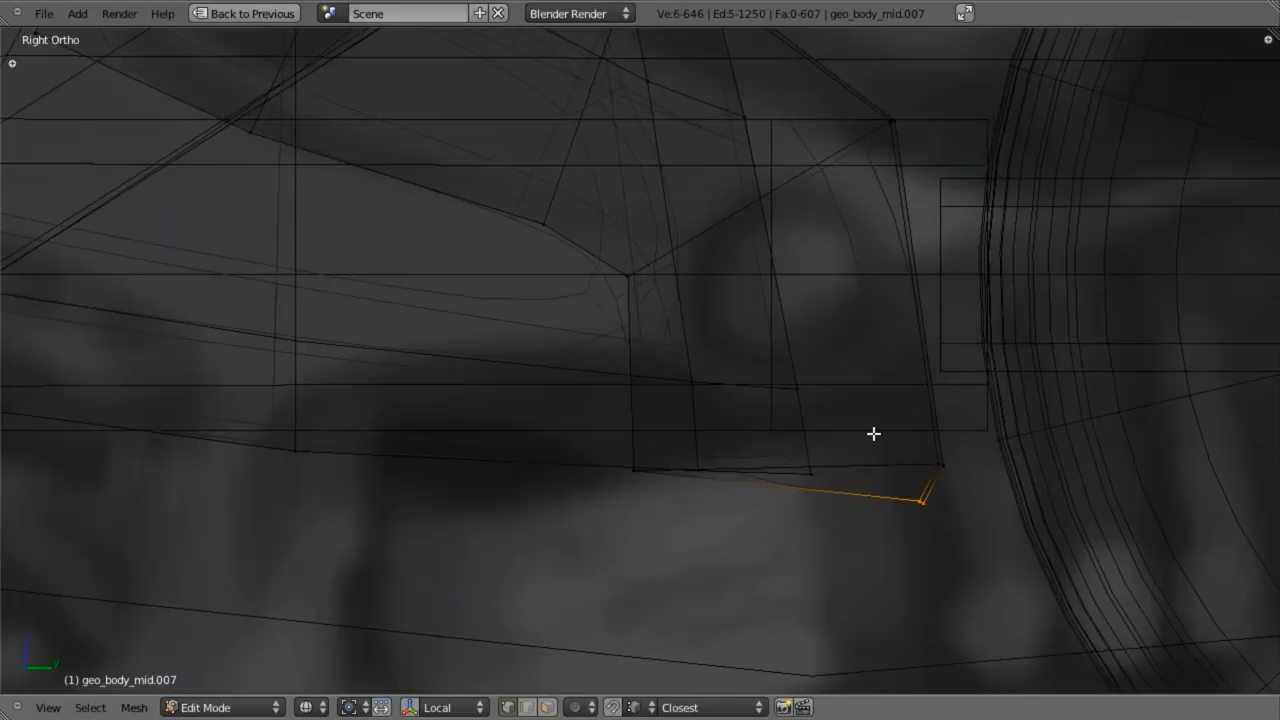 File Add Render Help Back to Previous Scene Blender Render Ve:6-646 | Ed:5-1250 | Fa:0-607 | geo_body_mid.007
Right Ortho
y
(1) geo_body_mid.007
View Select Mesh Edit Mode Local Closest